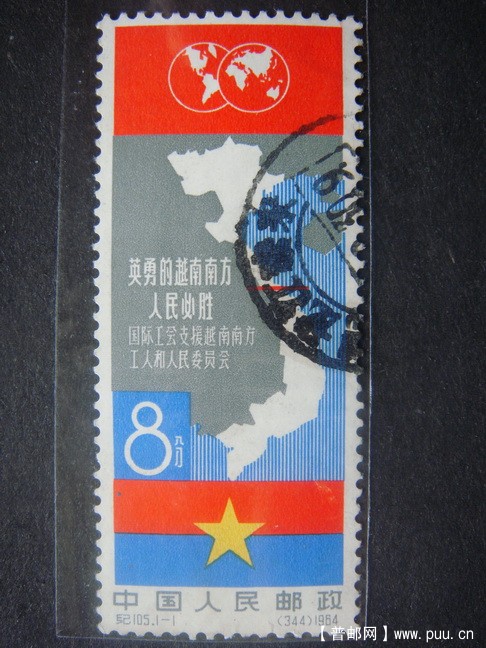 英勇的越南南方
人民必胜
国际工会支援越南南方
工人和人民委员会
8分
中国人民邮政
纪105.1-1 (344)1964
【普邮网】www.puu.cn